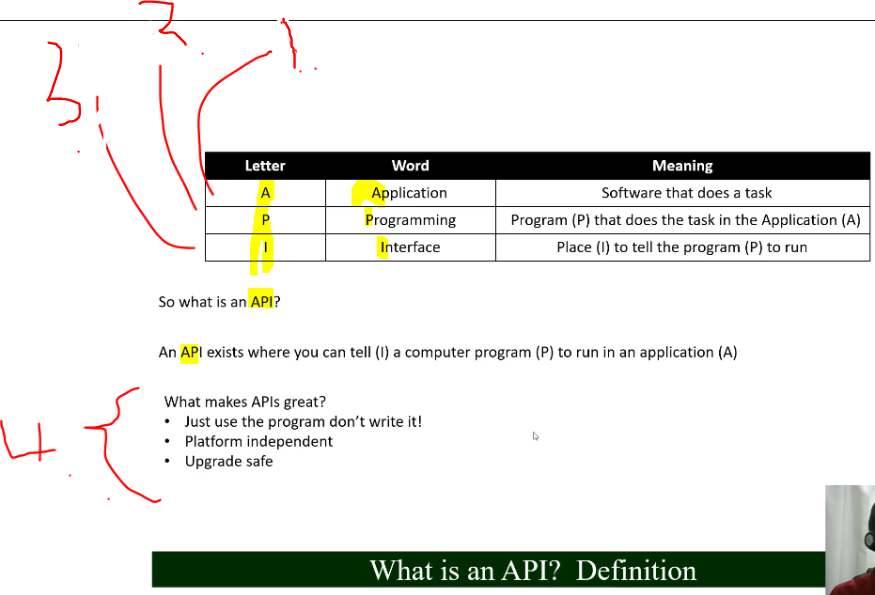 2.
1.
3.
Letter Word Meaning
A Application Software that does a task
P Programming Program (P) that does the task in the Application (A)
I Interface Place (I) to tell the program (P) to run
So what is an API?
An API exists where you can tell (I) a computer program (P) to run in an application (A)
What makes APIs great?
• Just use the program don’t write it!
• Platform independent
• Upgrade safe
4.
What is an API? Definition